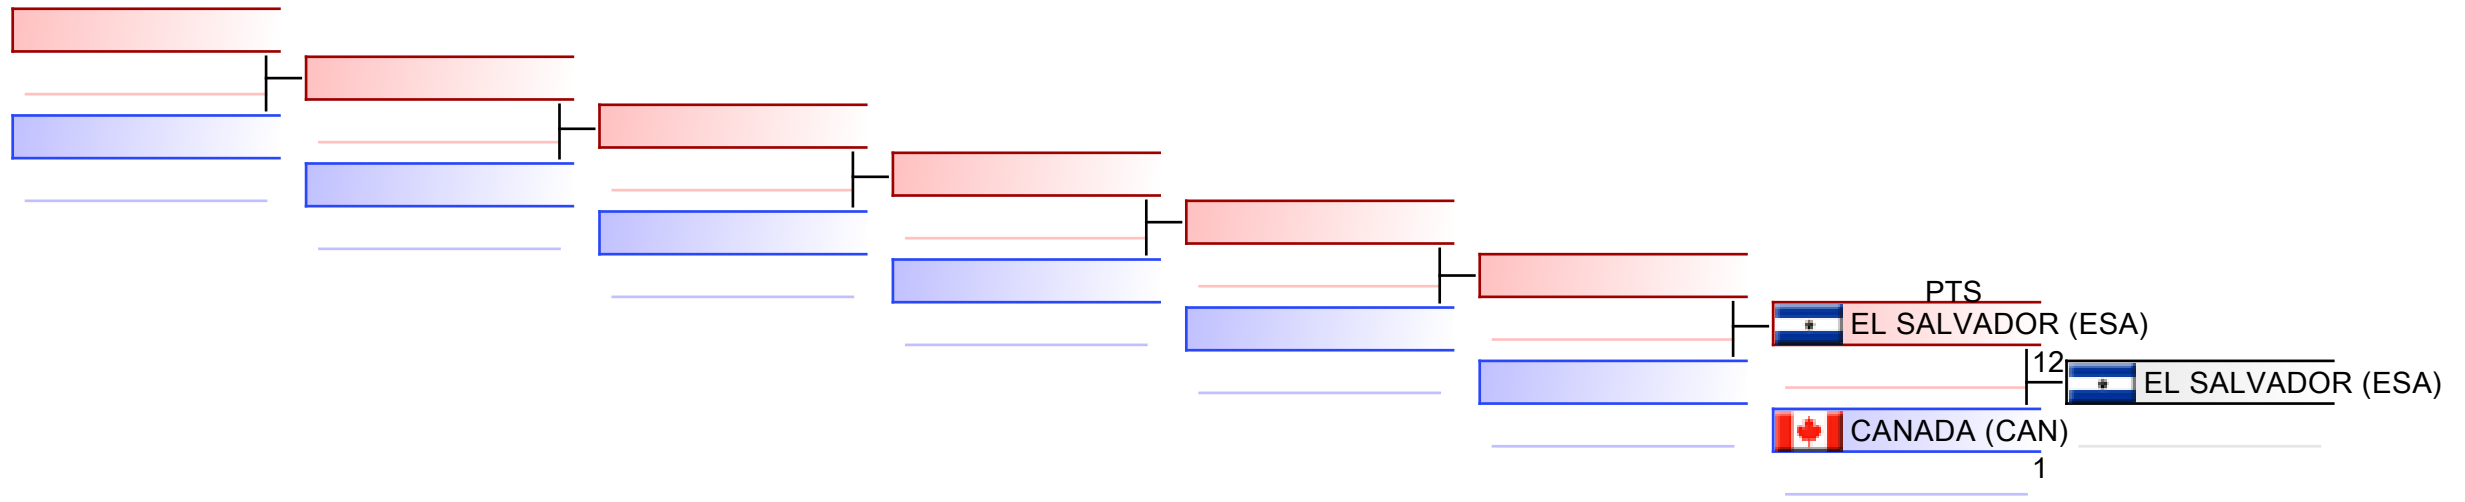 PTS
EL SALVADOR (ESA)
12
EL SALVADOR (ESA)
CANADA (CAN)
1